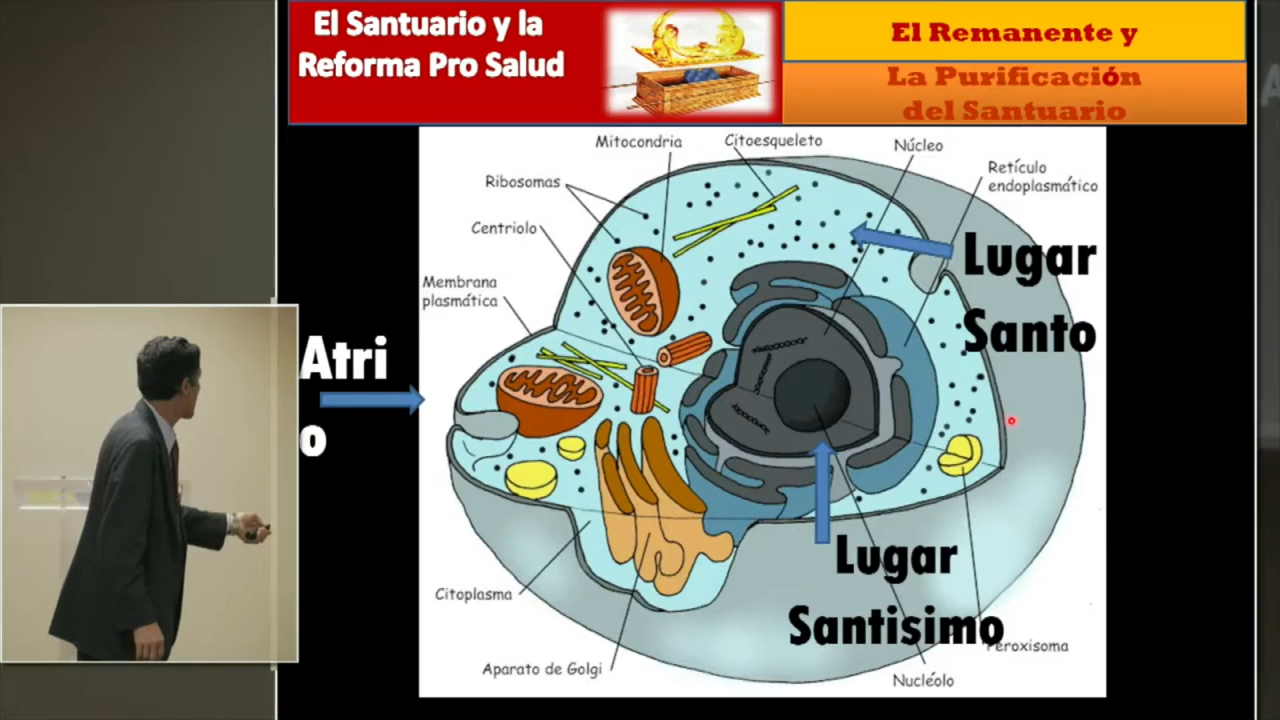 El Santuario y la
Reforma Pro Salud
El Remanente y
La Purificación
del Santuario
Mitocondria
Citoesqueleto
Núcleo
Retículo
endoplasmático
Ribosomas
Centriolo
Membrana
plasmática
Lugar
Santo
Atri
o
Lugar
Santisimo
Citoplasma
Peroxisoma
Aparato de Golgi
Nucléolo